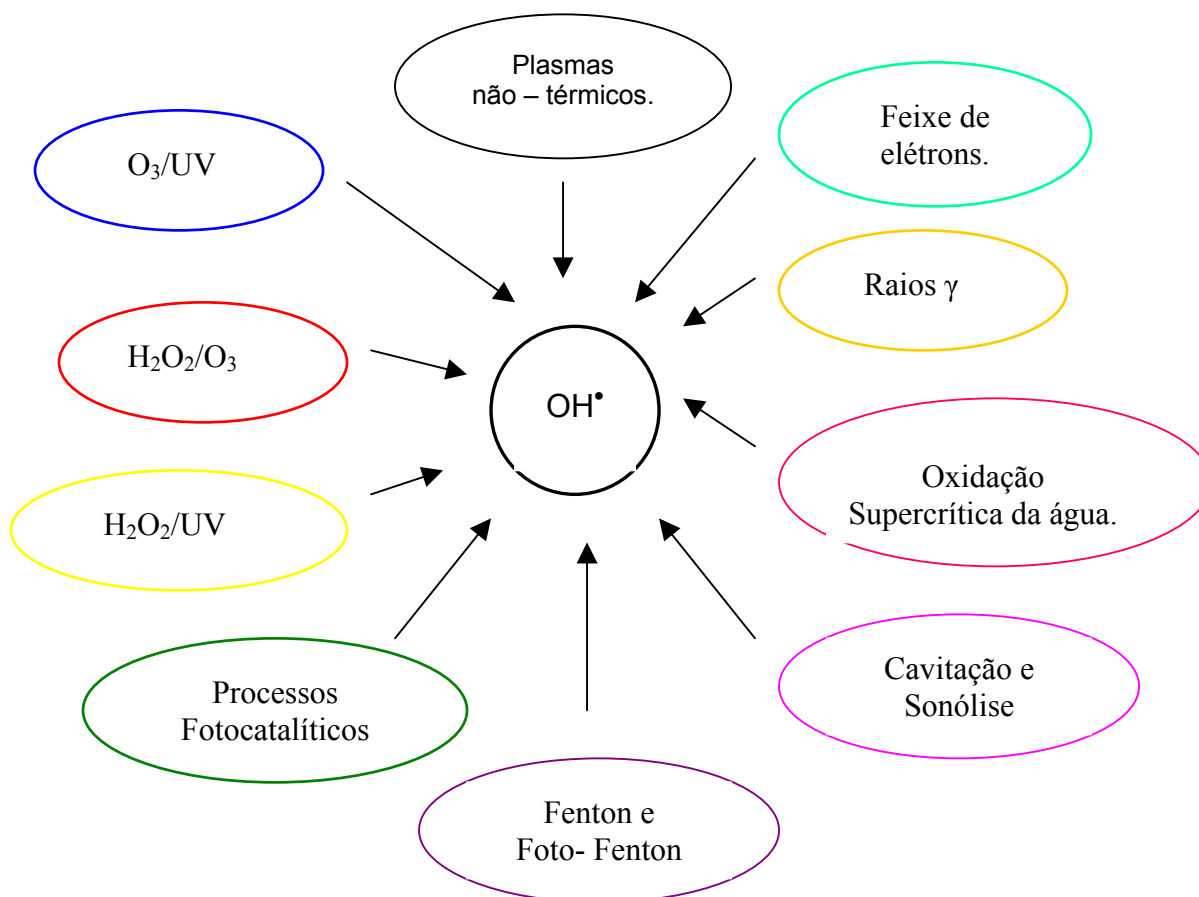 Plasmas
não – térmicos.
Feixe de
elétrons.
O₃/UV
Raios γ
H₂O₂/O₃
OH•
Oxidação
Supercrítica da água.
H₂O₂/UV
Cavitação e
Sonólise
Processos
Fotocatalíticos
Fenton e
Foto- Fenton